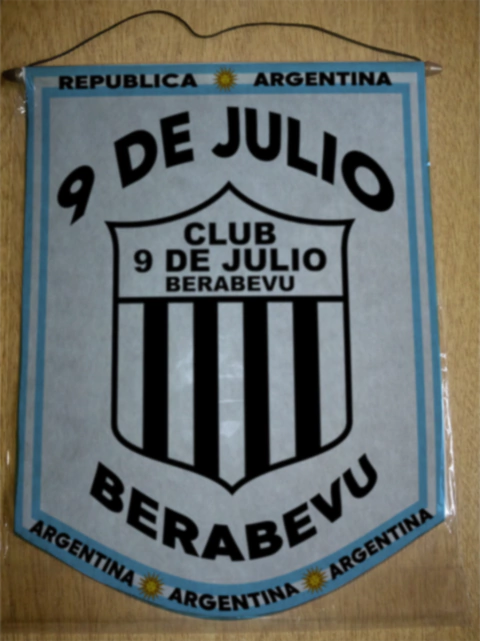 REPUBLICA ARGENTINA
9 DE JULIO
CLUB
9 DE JULIO
BERABEVU
BERABEVU
ARGENTINA ARGENTINA ARGENTINA